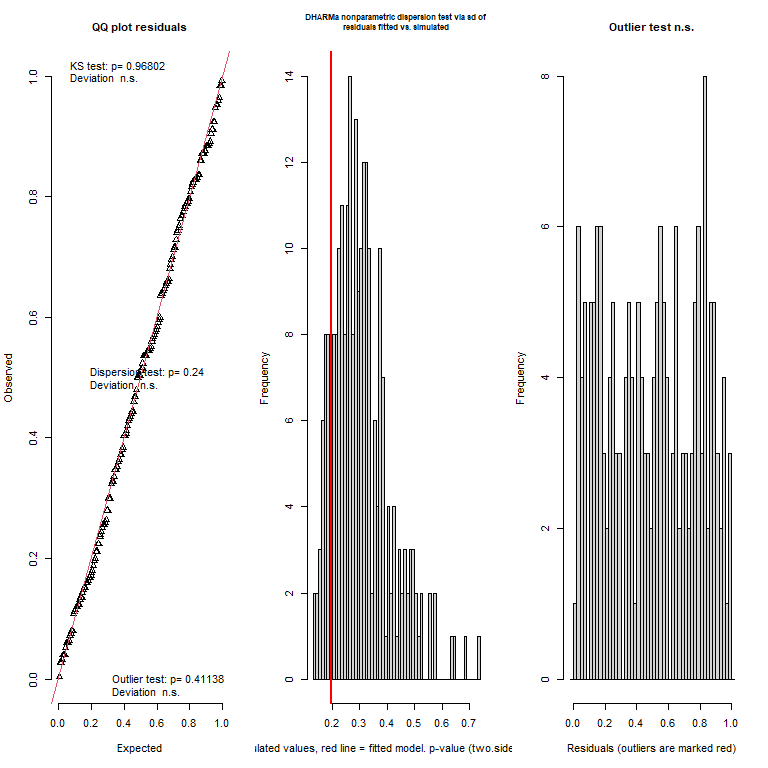 QQ plot residuals
KS test: p= 0.96802
Deviation n.s.
Dispersion test: p= 0.24
Deviation n.s.
Outlier test: p= 0.41138
Deviation n.s.
Observed
0.0 0.2 0.4 0.6 0.8 1.0
0.0 0.2 0.4 0.6 0.8 1.0
Expected
DHARMa nonparametric dispersion test via sd of
residuals fitted vs. simulated
Frequency
0 2 4 6 8 10 12 14
0.2 0.3 0.4 0.5 0.6 0.7
ulated values, red line = fitted model. p-value (two.side
Outlier test n.s.
Frequency
0 2 4 6 8
0.0 0.2 0.4 0.6 0.8 1.0
Residuals (outliers are marked red)